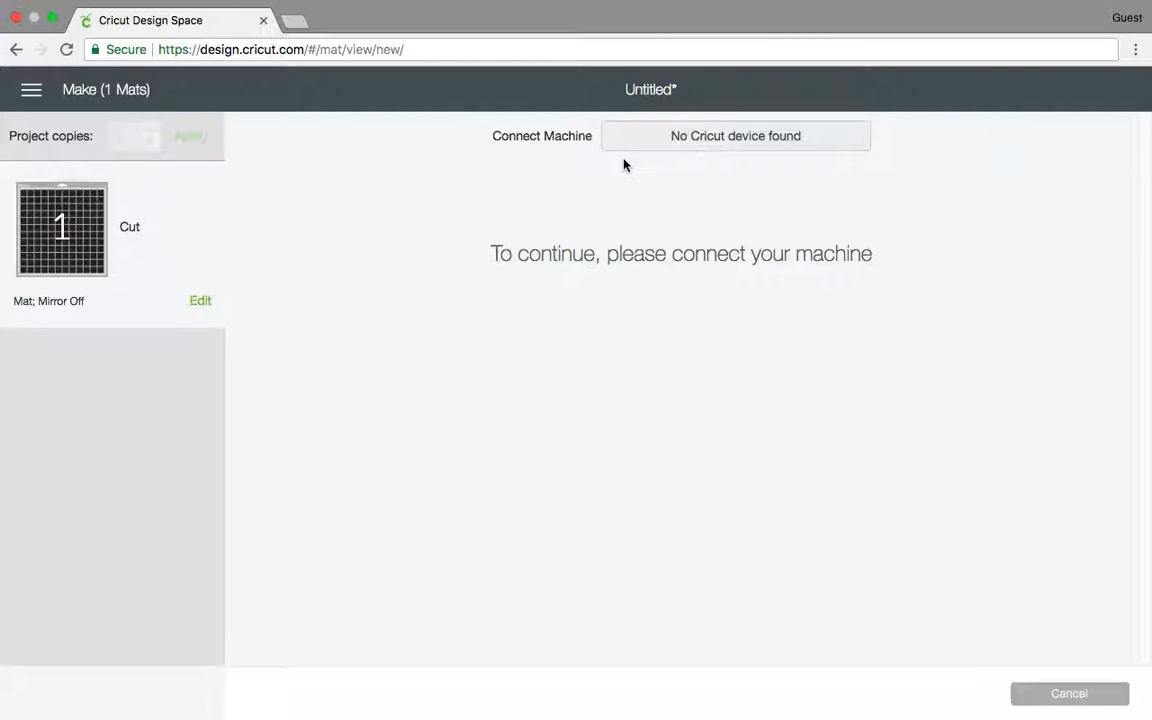 Cricut Design Space
Guest
Secure
https://design.cricut.com/#/mat/view/new/
Make (1 Mats)
Untitled*
Project copies:
Apply
Connect Machine
No Cricut device found
1
Cut
To continue, please connect your machine
Mat; Mirror Off
Edit
Cancel